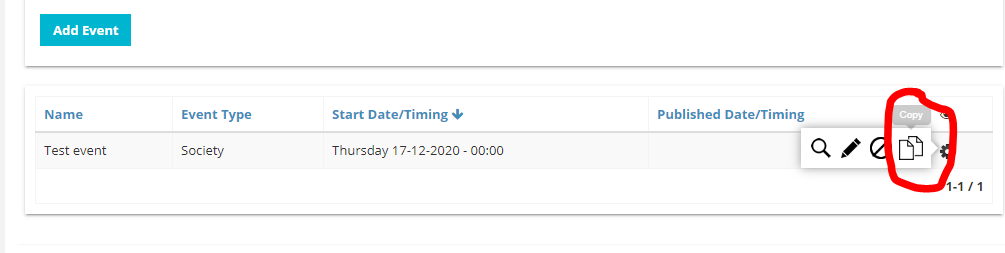 Add Event
Name Event Type Start Date/Timing Published Date/Timing
Copy
Test event Society Thursday 17-12-2020 - 00:00
1-1 / 1